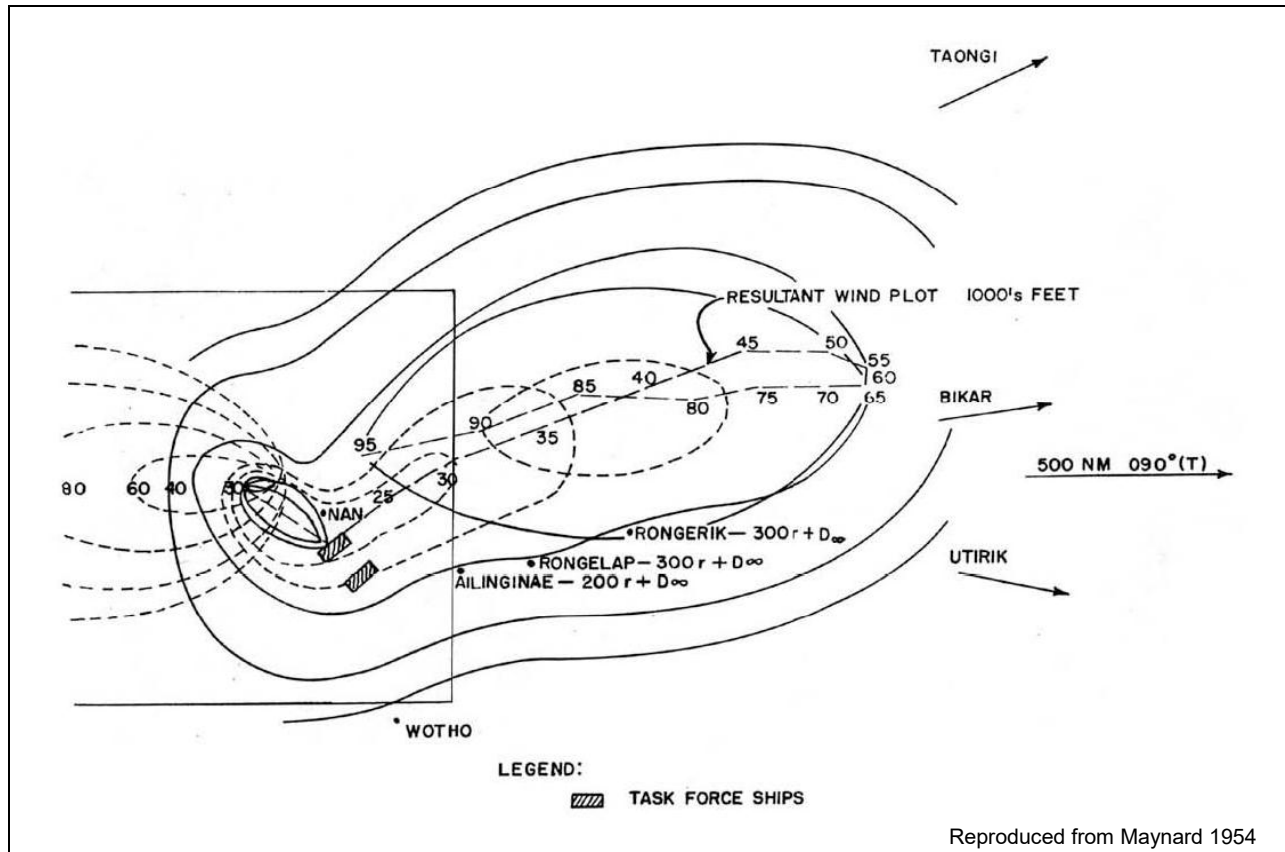 TAONGI
RESULTANT WIND PLOT 1000's FEET
45
50
55
60
85
40
80
75
70
65
BIKAR
90
35
95
500 NM 090°(T)
80
60
40
30
25
30
NAN
RONGERIK — 300 r + D∞
RONGELAP — 300 r + D∞
AILINGINAE — 200 r + D∞
UTIRIK
WOTHO
LEGEND:
TASK FORCE SHIPS
Reproduced from Maynard 1954